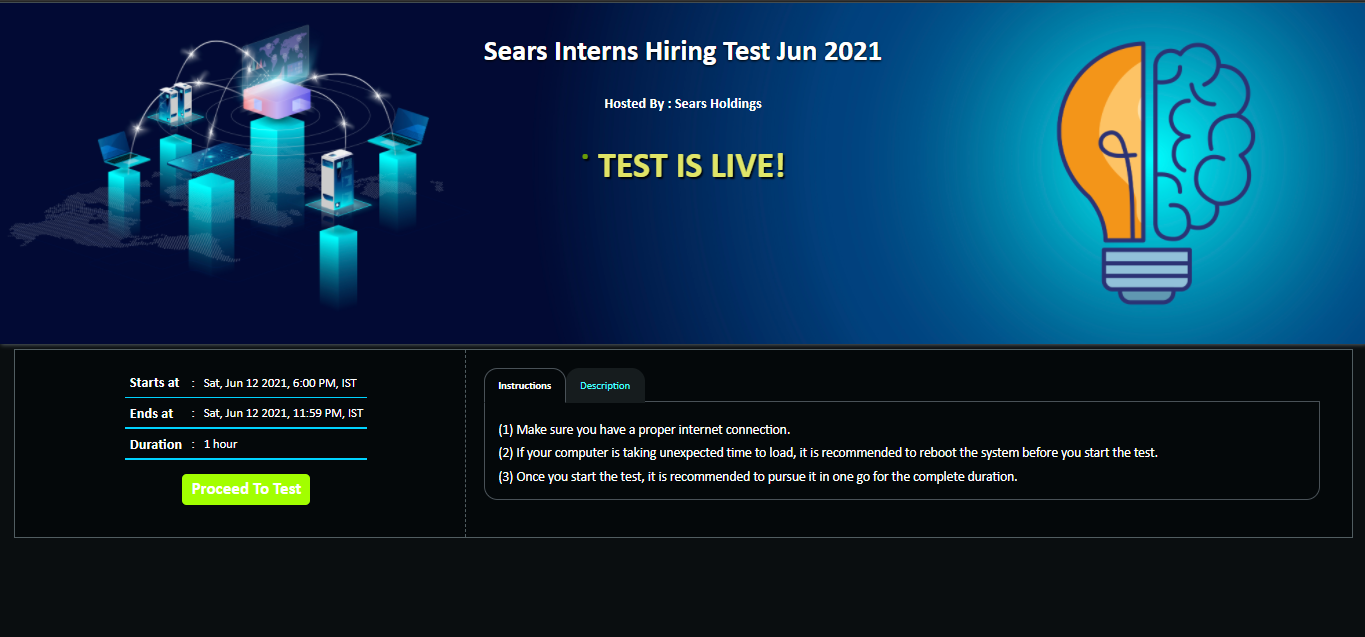 Sears Interns Hiring Test Jun 2021
Hosted By : Sears Holdings
TEST IS LIVE!
Starts at : Sat, Jun 12 2021, 6:00 PM, IST
Ends at : Sat, Jun 12 2021, 11:59 PM, IST
Duration : 1 hour
Proceed To Test
Instructions Description
(1) Make sure you have a proper internet connection.
(2) If your computer is taking unexpected time to load, it is recommended to reboot the system before you start the test.
(3) Once you start the test, it is recommended to pursue it in one go for the complete duration.